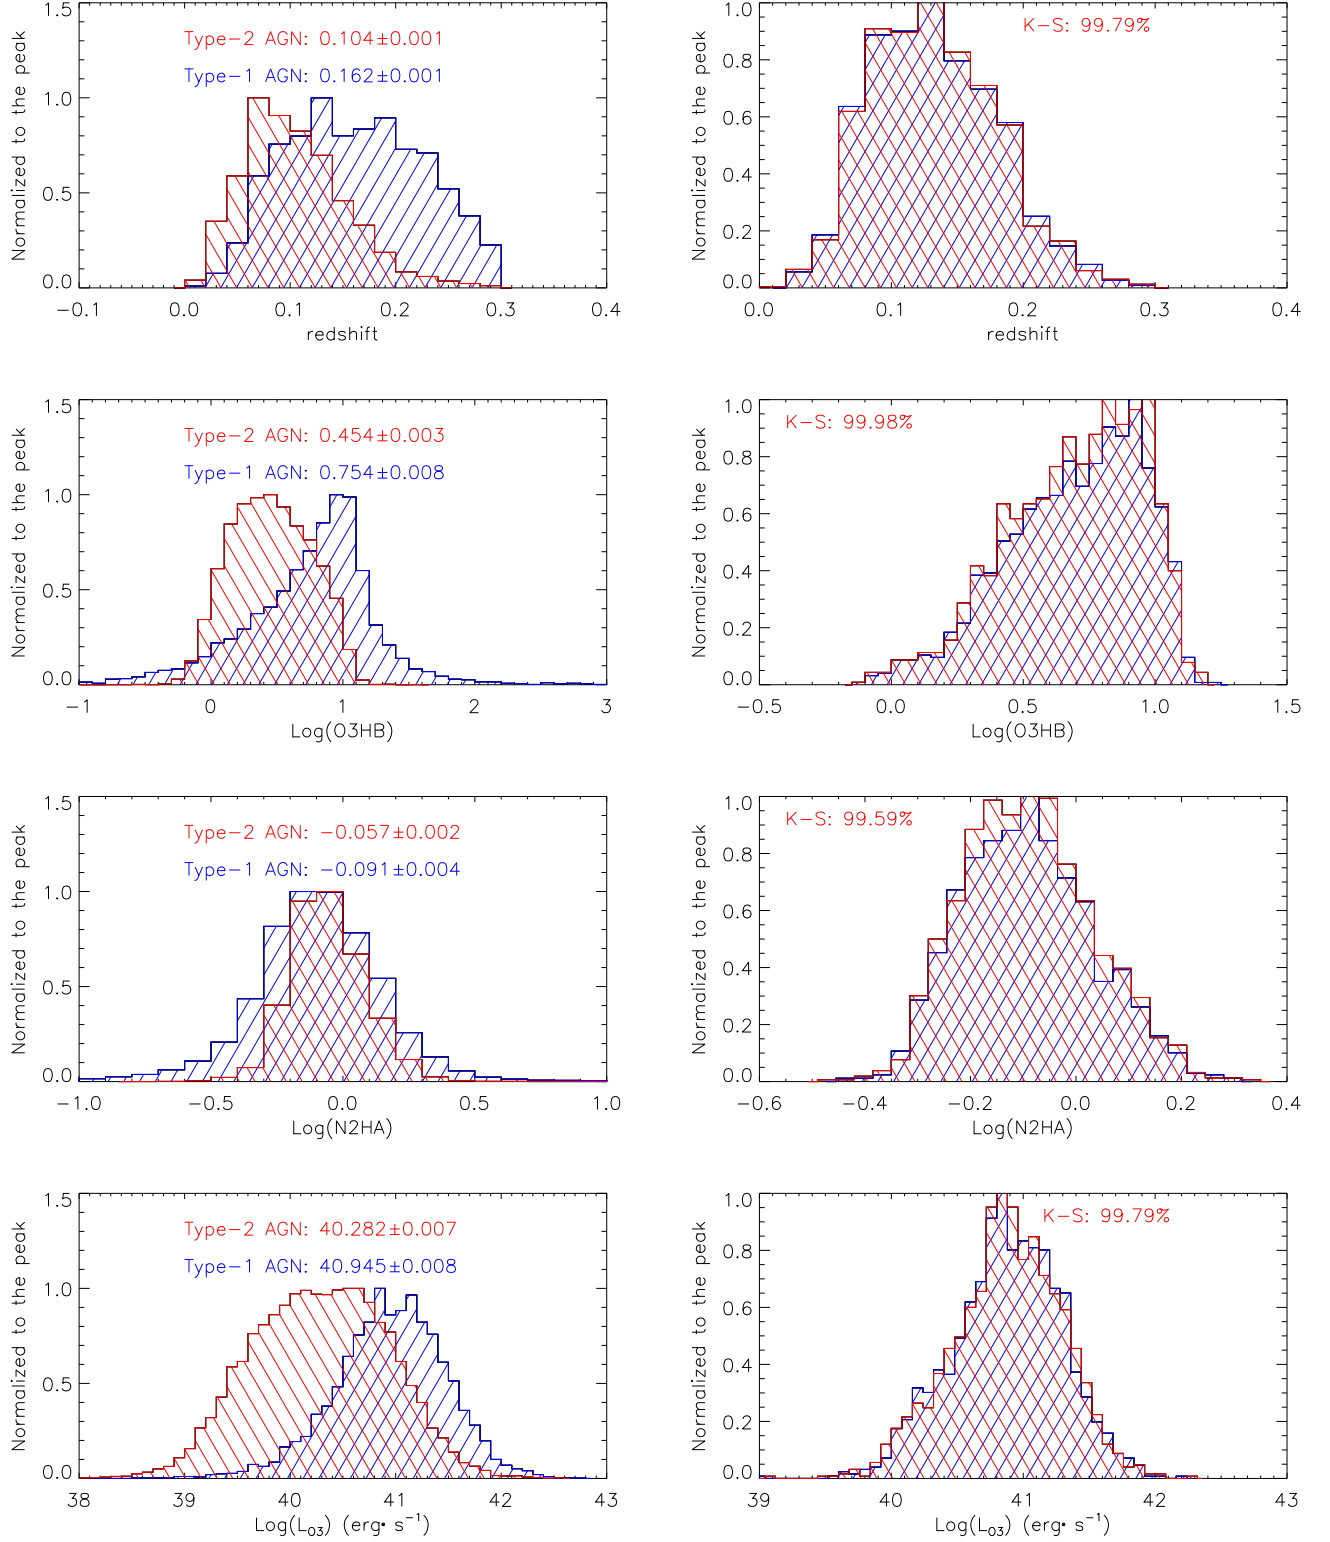 1.5
1.0
0.5
0.0
Normalized to the peak
Type-2 AGN: 0.104±0.001
Type-1 AGN: 0.162±0.001
-0.1 0.0 0.1 0.2 0.3 0.4
redshift
1.0
0.8
0.6
0.4
0.2
0.0
Normalized to the peak
K-S: 99.79%
0.0 0.1 0.2 0.3 0.4
redshift
1.5
1.0
0.5
0.0
Normalized to the peak
Type-2 AGN: 0.454±0.003
Type-1 AGN: 0.754±0.008
-1 0 1 2 3
Log(O3HB)
1.0
0.8
0.6
0.4
0.2
0.0
Normalized to the peak
K-S: 99.98%
-0.5 0.0 0.5 1.0 1.5
Log(O3HB)
1.5
1.0
0.5
0.0
Normalized to the peak
Type-2 AGN: -0.057±0.002
Type-1 AGN: -0.091±0.004
-1.0 -0.5 0.0 0.5 1.0
Log(N2HA)
1.0
0.8
0.6
0.4
0.2
0.0
Normalized to the peak
K-S: 99.59%
-0.6 -0.4 -0.2 0.0 0.2 0.4
Log(N2HA)
1.5
1.0
0.5
0.0
Normalized to the peak
Type-2 AGN: 40.282±0.007
Type-1 AGN: 40.945±0.008
38 39 40 41 42 43
Log(L₀₃) (erg· s⁻¹)
1.0
0.8
0.6
0.4
0.2
0.0
Normalized to the peak
K-S: 99.79%
39 40 41 42 43
Log(L₀₃) (erg· s⁻¹)